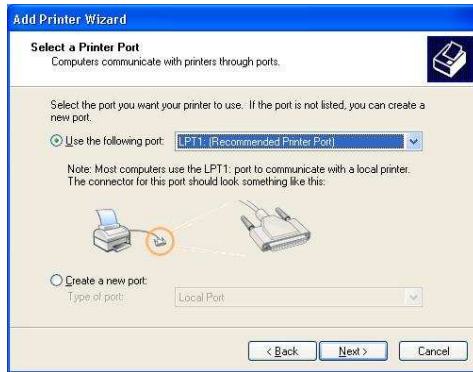 Add Printer Wizard
Select a Printer Port
Computers communicate with printers through ports.
Select the port you want your printer to use. If the port is not listed, you can create a
new port.
Use the following port: LPT1: (Recommended Printer Port)
Note: Most computers use the LPT1: port to communicate with a local printer.
The connector for this port should look something like this:
Create a new port:
Type of port: Local Port
< Back Next > Cancel